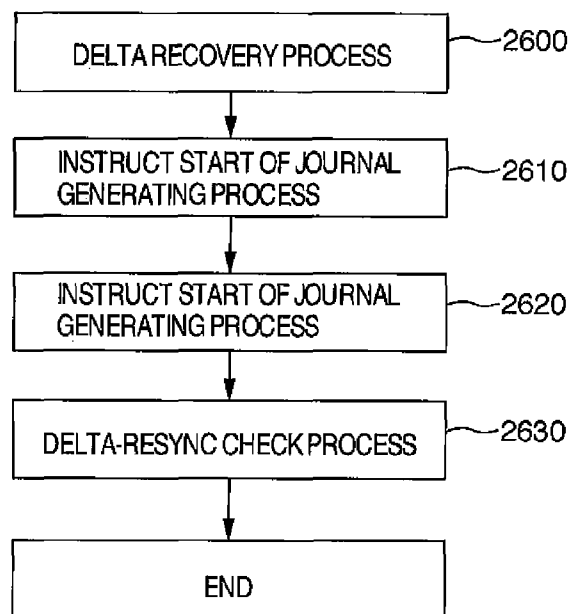 DELTA RECOVERY PROCESS
2600
INSTRUCT START OF JOURNAL
GENERATING PROCESS
2610
INSTRUCT START OF JOURNAL
GENERATING PROCESS
2620
DELTA-RESYNC CHECK PROCESS
2630
END